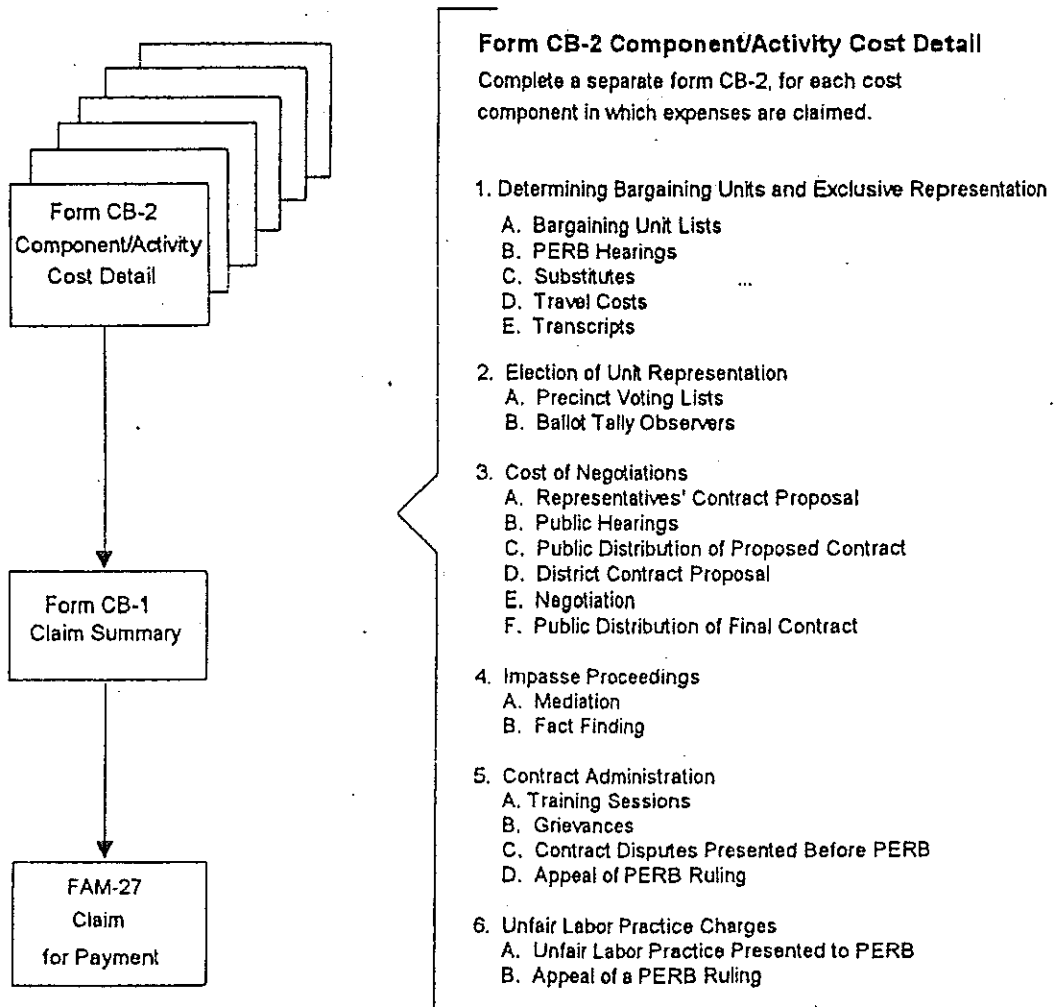 Form CB-2
Component/Activity
Cost Detail
Form CB-1
Claim Summary
FAM-27
Claim
for Payment
Form CB-2 Component/Activity Cost Detail
Complete a separate form CB-2, for each cost
component in which expenses are claimed.
1. Determining Bargaining Units and Exclusive Representation
A. Bargaining Unit Lists
B. PERB Hearings
C. Substitutes
D. Travel Costs
E. Transcripts
2. Election of Unit Representation
A. Precinct Voting Lists
B. Ballot Tally Observers
3. Cost of Negotiations
A. Representatives' Contract Proposal
B. Public Hearings
C. Public Distribution of Proposed Contract
D. District Contract Proposal
E. Negotiation
F. Public Distribution of Final Contract
4. Impasse Proceedings
A. Mediation
B. Fact Finding
5. Contract Administration
A. Training Sessions
B. Grievances
C. Contract Disputes Presented Before PERB
D. Appeal of PERB Ruling
6. Unfair Labor Practice Charges
A. Unfair Labor Practice Presented to PERB
B. Appeal of a PERB Ruling